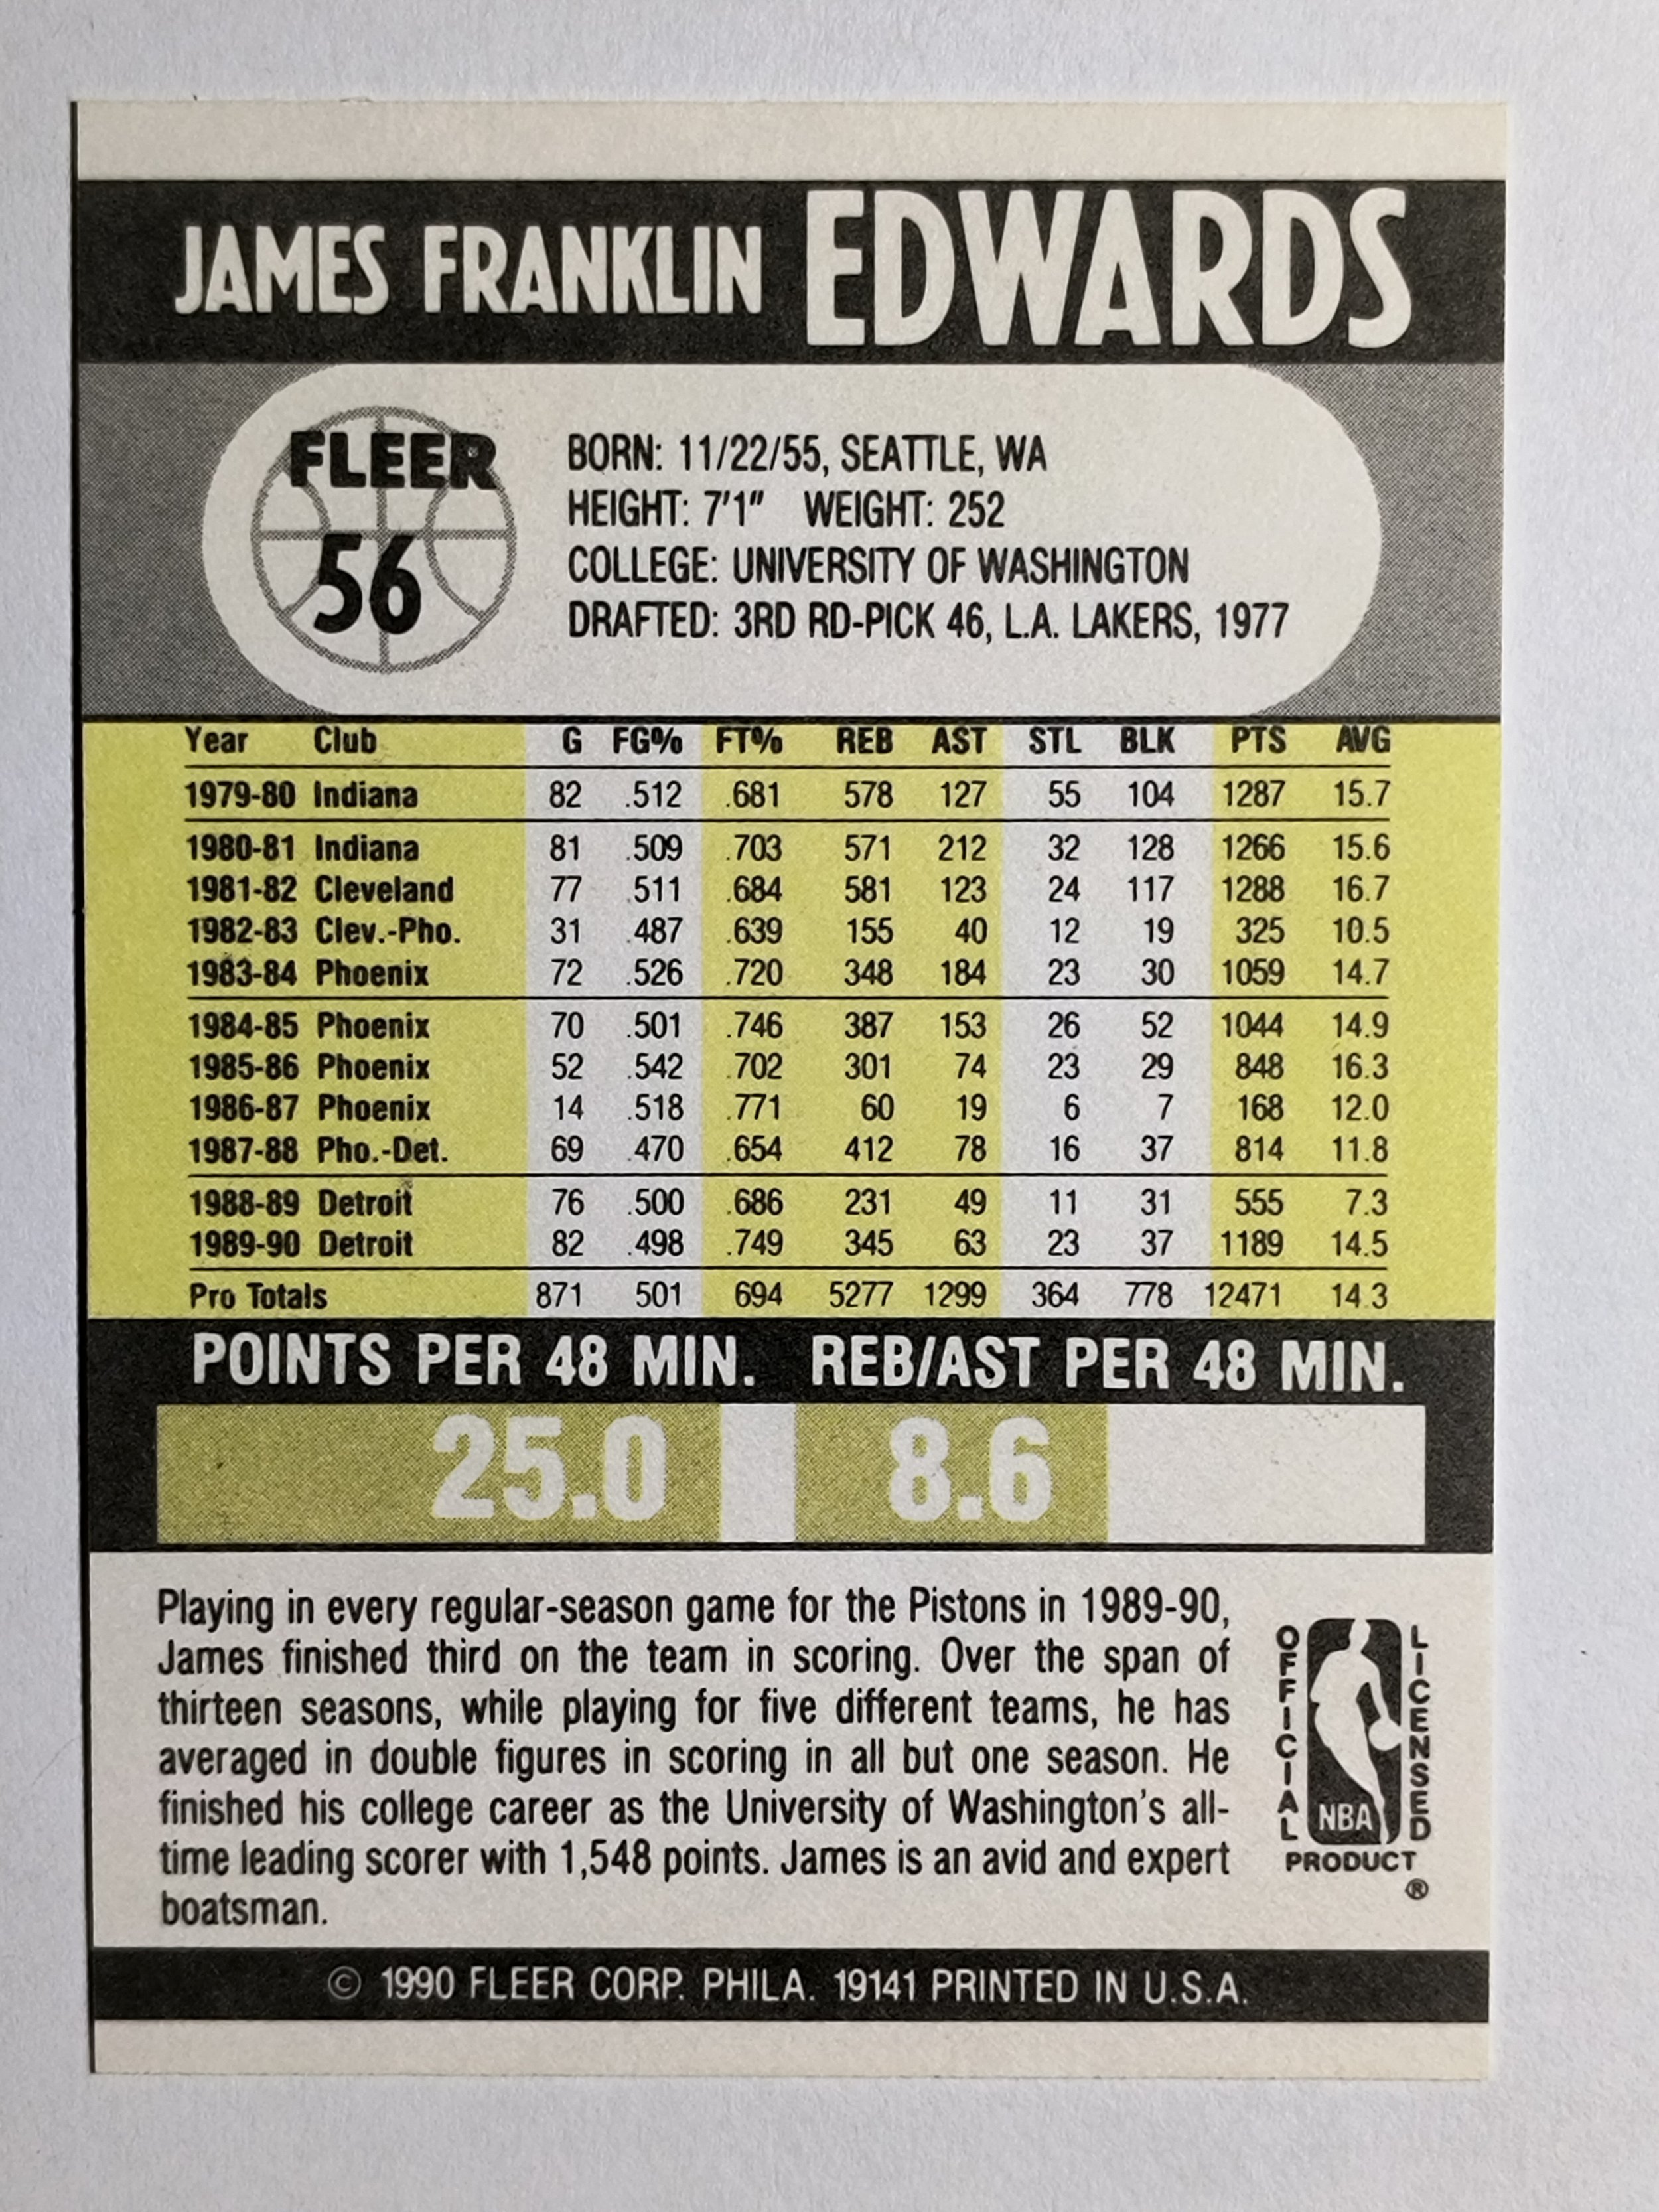 JAMES FRANKLIN EDWARDS
FLEER
56
BORN: 11/22/55, SEATTLE, WA
HEIGHT: 7'1" WEIGHT: 252
COLLEGE: UNIVERSITY OF WASHINGTON
DRAFTED: 3RD RD-PICK 46, L.A. LAKERS, 1977
Year Club G FG% FT% REB AST STL BLK PTS AVG
1979-80 Indiana 82 .512 .681 578 127 55 104 1287 15.7
1980-81 Indiana 81 .509 .703 571 212 32 128 1266 15.6
1981-82 Cleveland 77 .511 .684 581 123 24 117 1288 16.7
1982-83 Clev.-Pho. 31 .487 .639 155 40 12 19 325 10.5
1983-84 Phoenix 72 .526 .720 348 184 23 30 1059 14.7
1984-85 Phoenix 70 .501 .746 387 153 26 52 1044 14.9
1985-86 Phoenix 52 .542 .702 301 74 23 29 848 16.3
1986-87 Phoenix 14 .518 .771 60 19 6 7 168 12.0
1987-88 Pho.-Det. 69 .470 .654 412 78 16 37 814 11.8
1988-89 Detroit 76 .500 .686 231 49 11 31 555 7.3
1989-90 Detroit 82 .498 .749 345 63 23 37 1189 14.5
Pro Totals 871 501 694 5277 1299 364 778 12471 14.3
POINTS PER 48 MIN. REB/AST PER 48 MIN.
25.0 8.6
Playing in every regular-season game for the Pistons in 1989-90,
James finished third on the team in scoring. Over the span of
thirteen seasons, while playing for five different teams, he has
averaged in double figures in scoring in all but one season. He
finished his college career as the University of Washington's all-
time leading scorer with 1,548 points. James is an avid and expert
boatsman.
OFFICIAL
LICENSED
NBA
PRODUCT
®
© 1990 FLEER CORP. PHILA. 19141 PRINTED IN U.S.A.